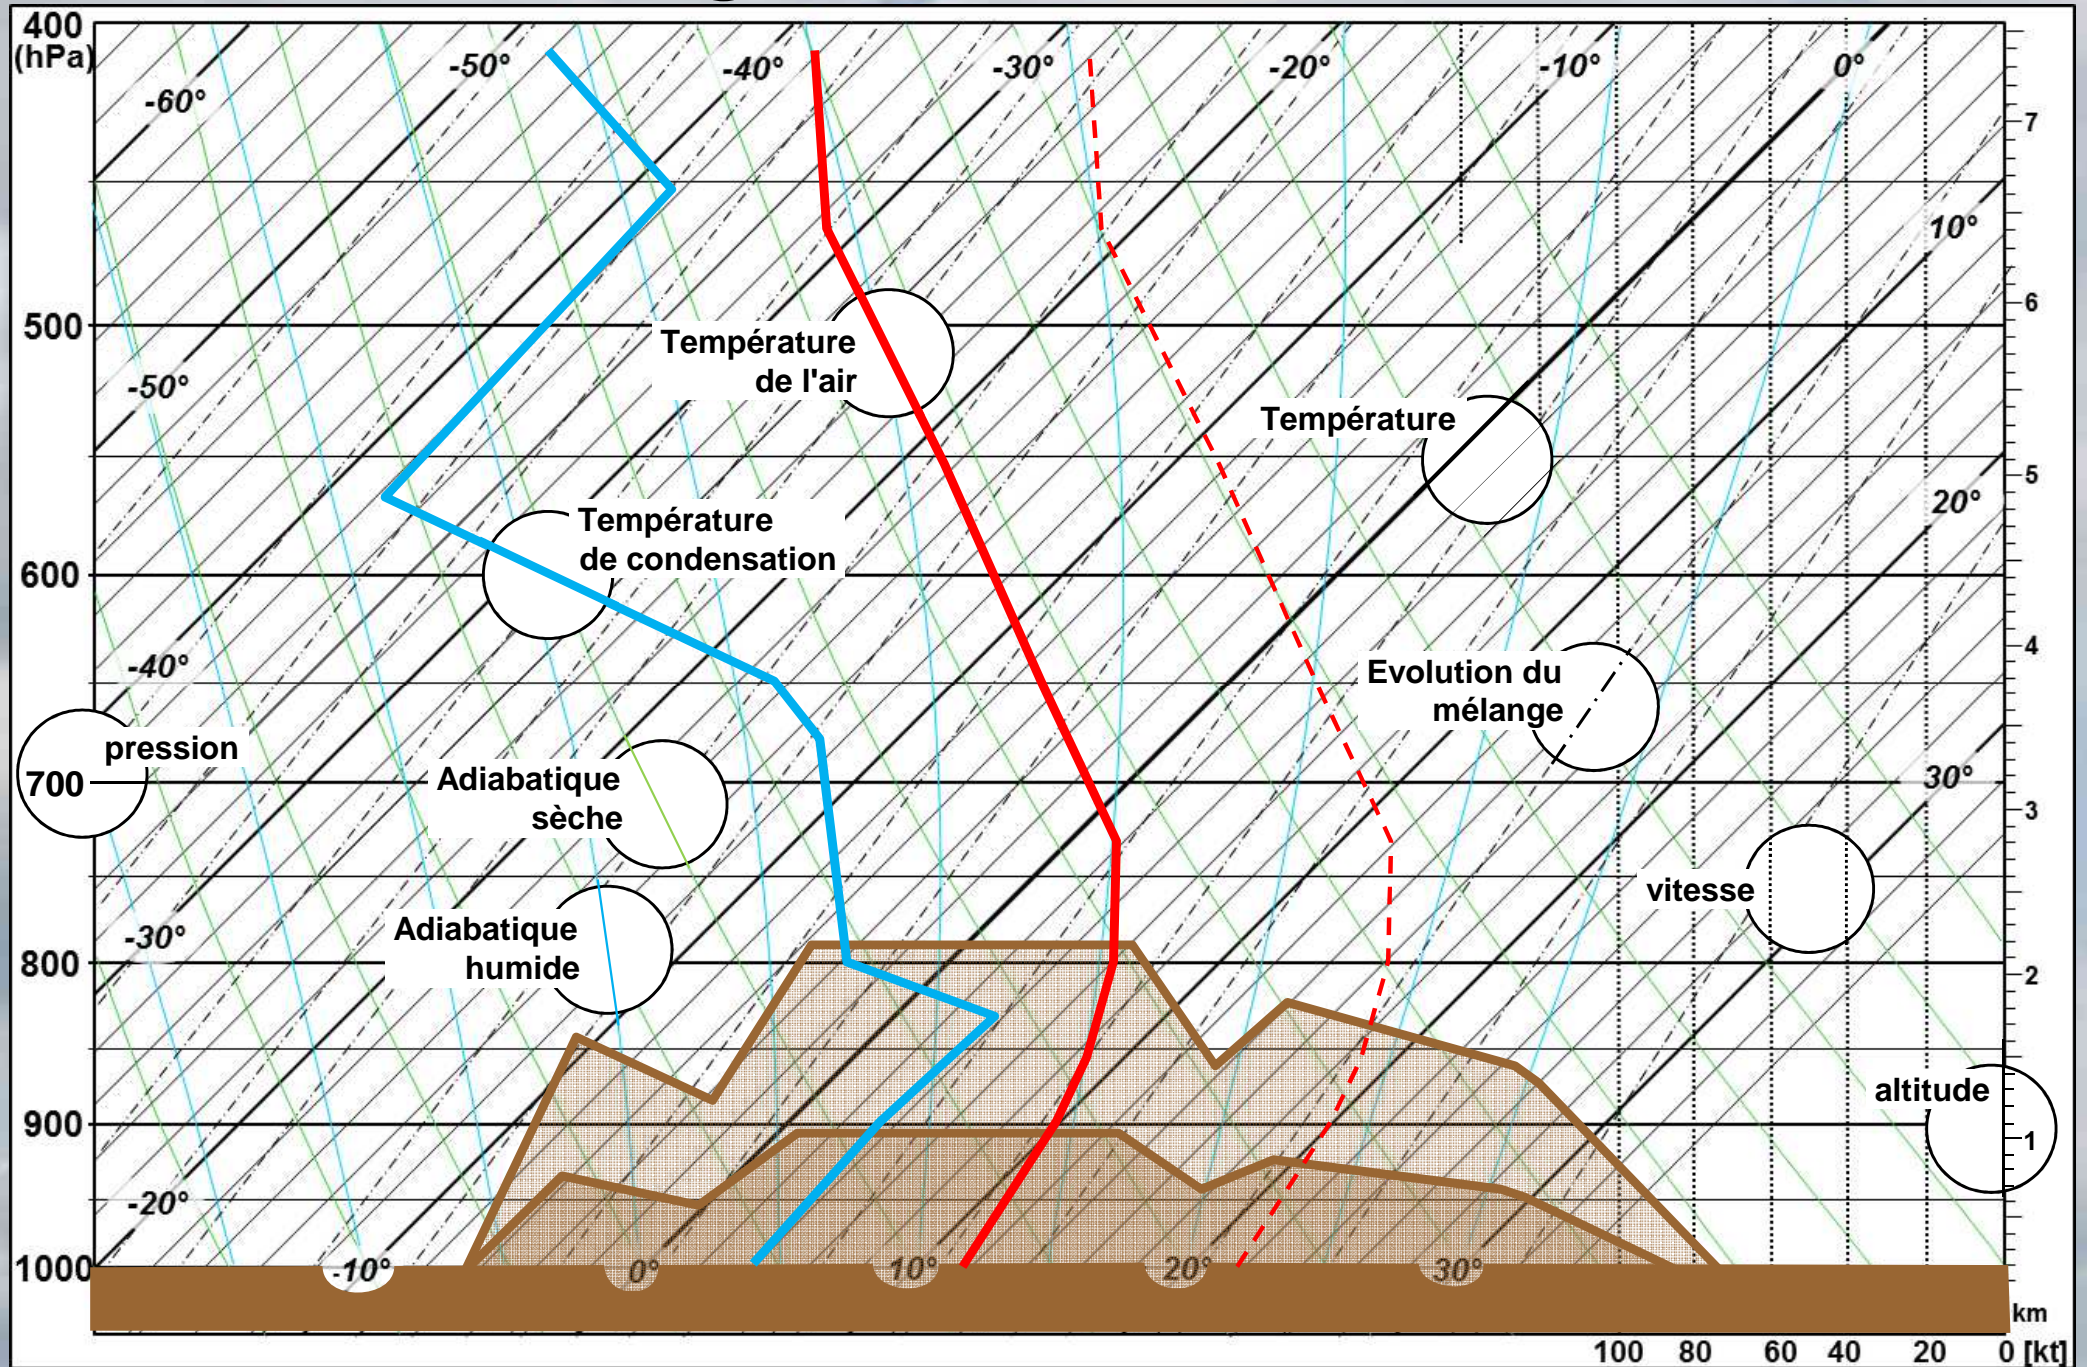 400
(hPa)
-60°
-50°
-40°
-30°
-20°
-10°
0°
7
10°
6
500
Température
de l'air
-50°
Température
5
20°
Température
de condensation
600
4
-40°
Evolution du
mélange
pression
700
Adiabatique
sèche
30°
3
vitesse
Adiabatique
humide
-30°
800
2
altitude
900
1
-20°
1000
-10°
0°
10°
20°
30°
km
100 80 60 40 20 0 [kt]